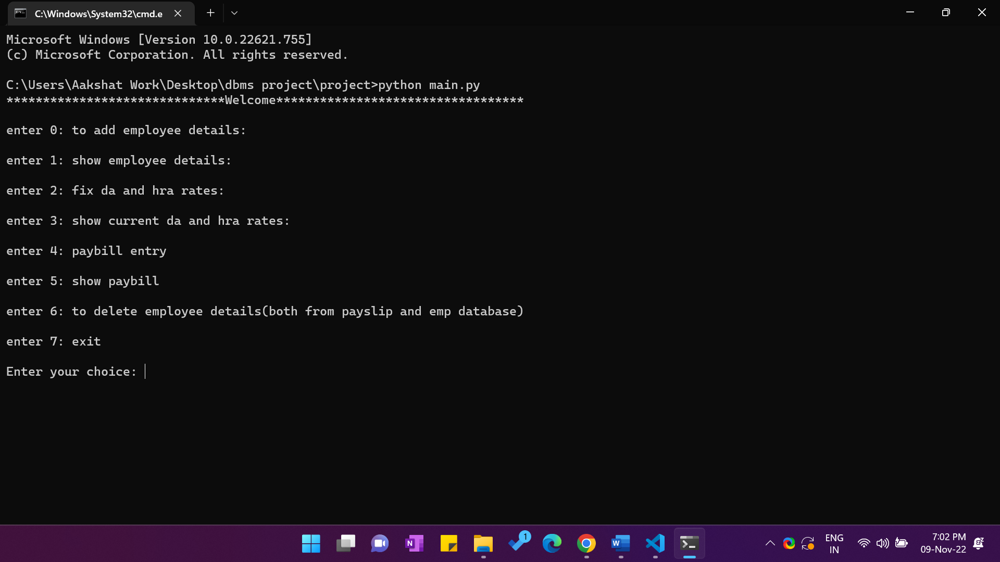 C:\Windows\System32\cmd.e
Microsoft Windows [Version 10.0.22621.755]
(c) Microsoft Corporation. All rights reserved.
C:\Users\Aakshat Work\Desktop\dbms project\project>python main.py
******************************Welcome**********************************
enter 0: to add employee details:
enter 1: show employee details:
enter 2: fix da and hra rates:
enter 3: show current da and hra rates:
enter 4: paybill entry
enter 5: show paybill
enter 6: to delete employee details(both from payslip and emp database)
enter 7: exit
Enter your choice:
N
1
W
ENG
IN
7:02 PM
09-Nov-22